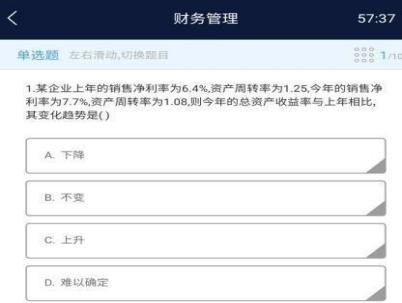 财务管理
57:37
单选题 左右滑动,切换题目
1/10
1.某企业上年的销售净利率为6.4%,资产周转率为1.25,今年的销售净
利率为7.7%,资产周转率为1.08,则今年的总资产收益率与上年相比,
其变化趋势是()
A. 下降
B. 不变
C. 上升
D. 难以确定